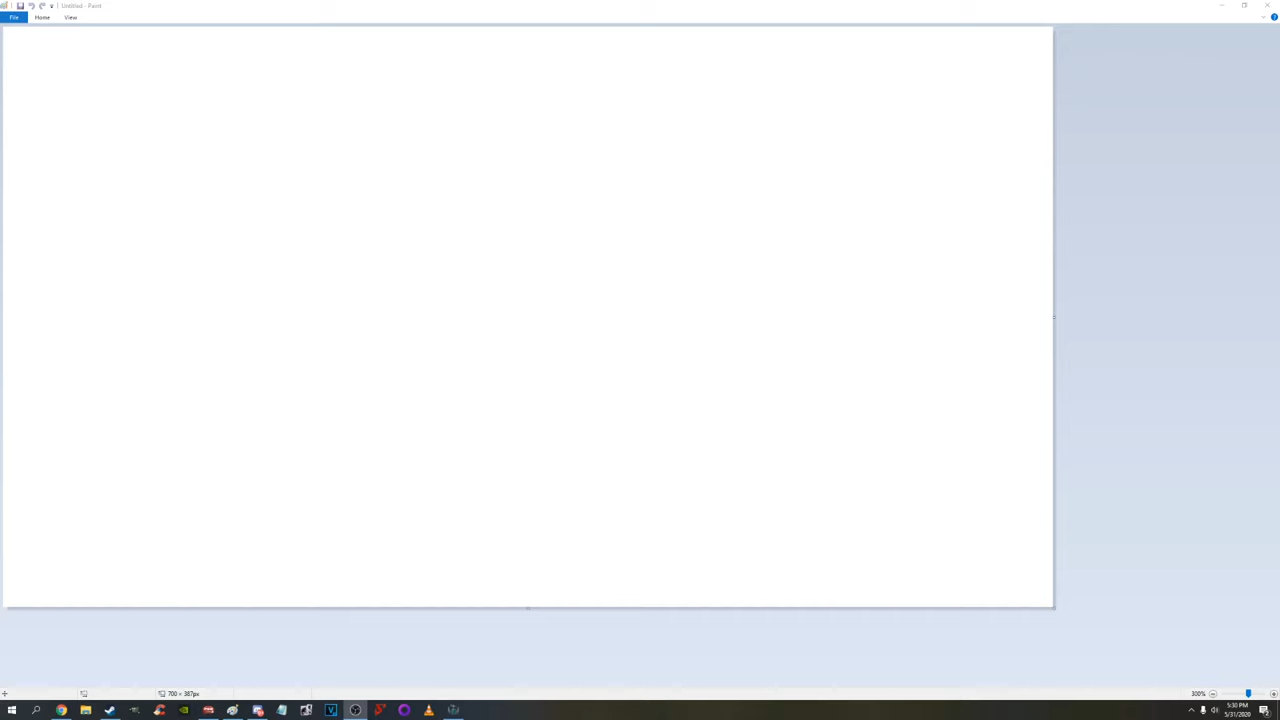 Untitled - Paint
File Home View
700 × 387px
300%
5:30 PM
5/31/2020